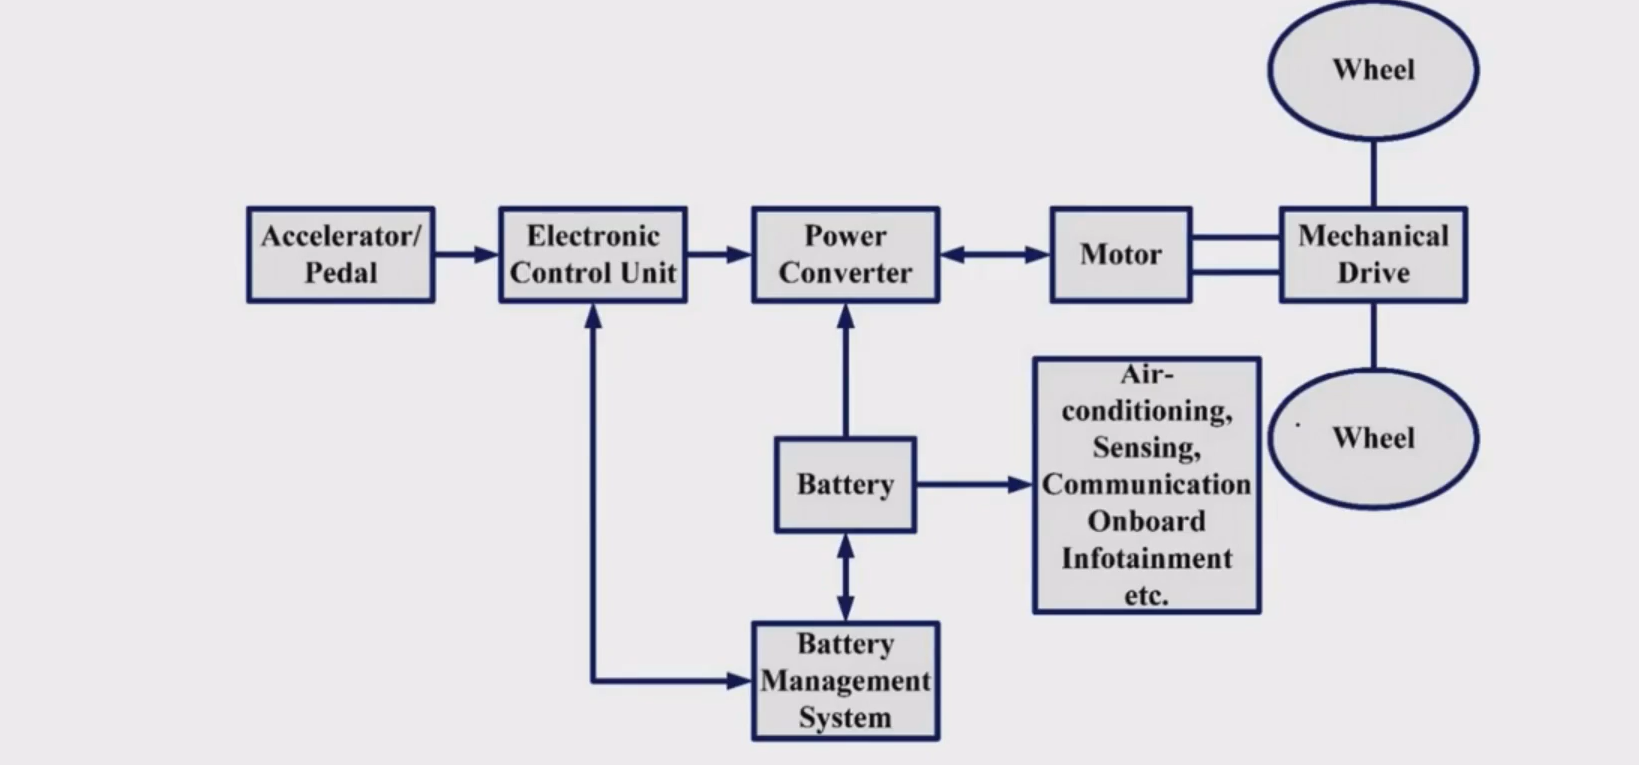 Wheel
Accelerator/
Pedal
Electronic
Control Unit
Power
Converter
Motor
Mechanical
Drive
Air-
conditioning,
Sensing,
Communication
Onboard
Infotainment
etc.
Wheel
Battery
Battery
Management
System